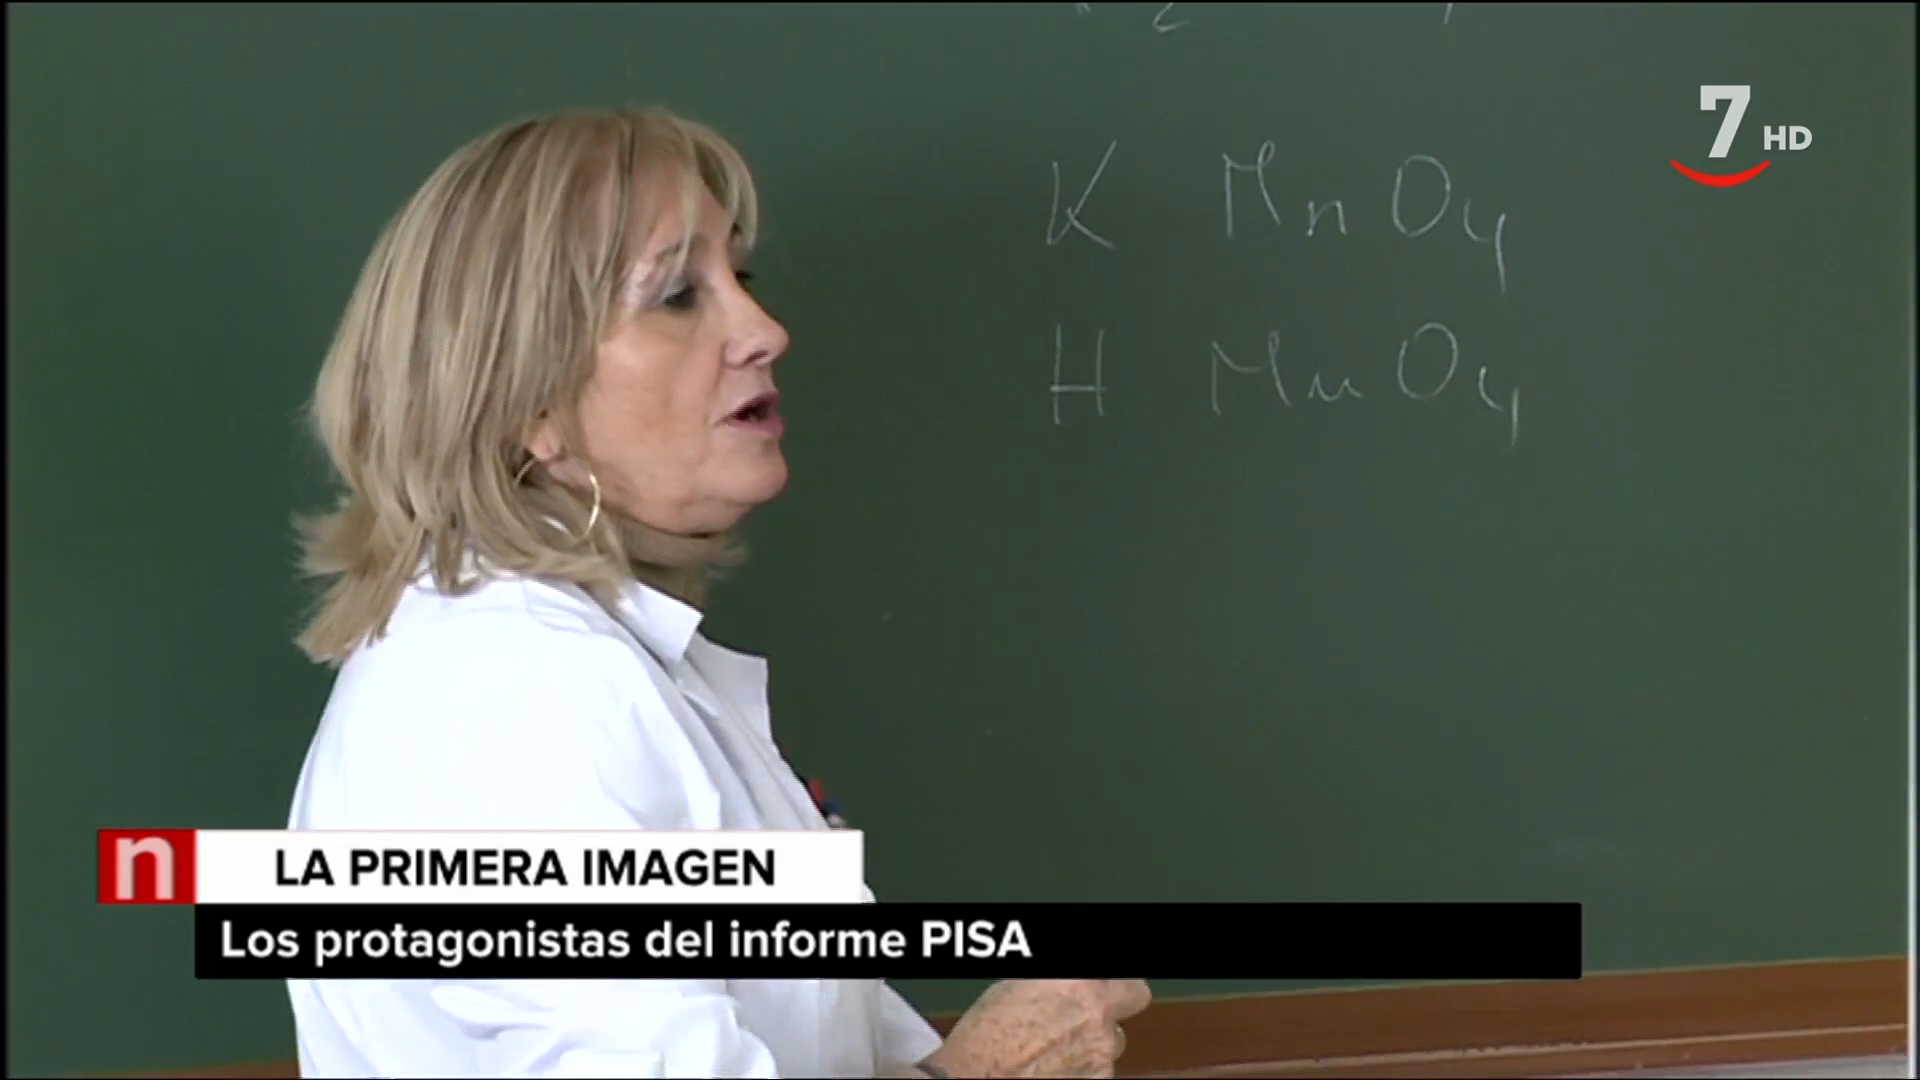 7 HD
K MnO4
H MnO4
n LA PRIMERA IMAGEN
Los protagonistas del informe PISA